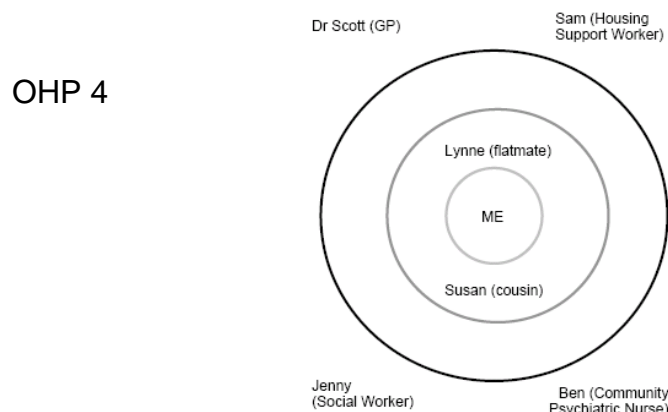 Dr Scott (GP)
Sam (Housing
Support Worker)
OHP 4
Lynne (flatmate)
ME
Susan (cousin)
Jenny
(Social Worker)
Ben (Community
Psychiatric Nurse)